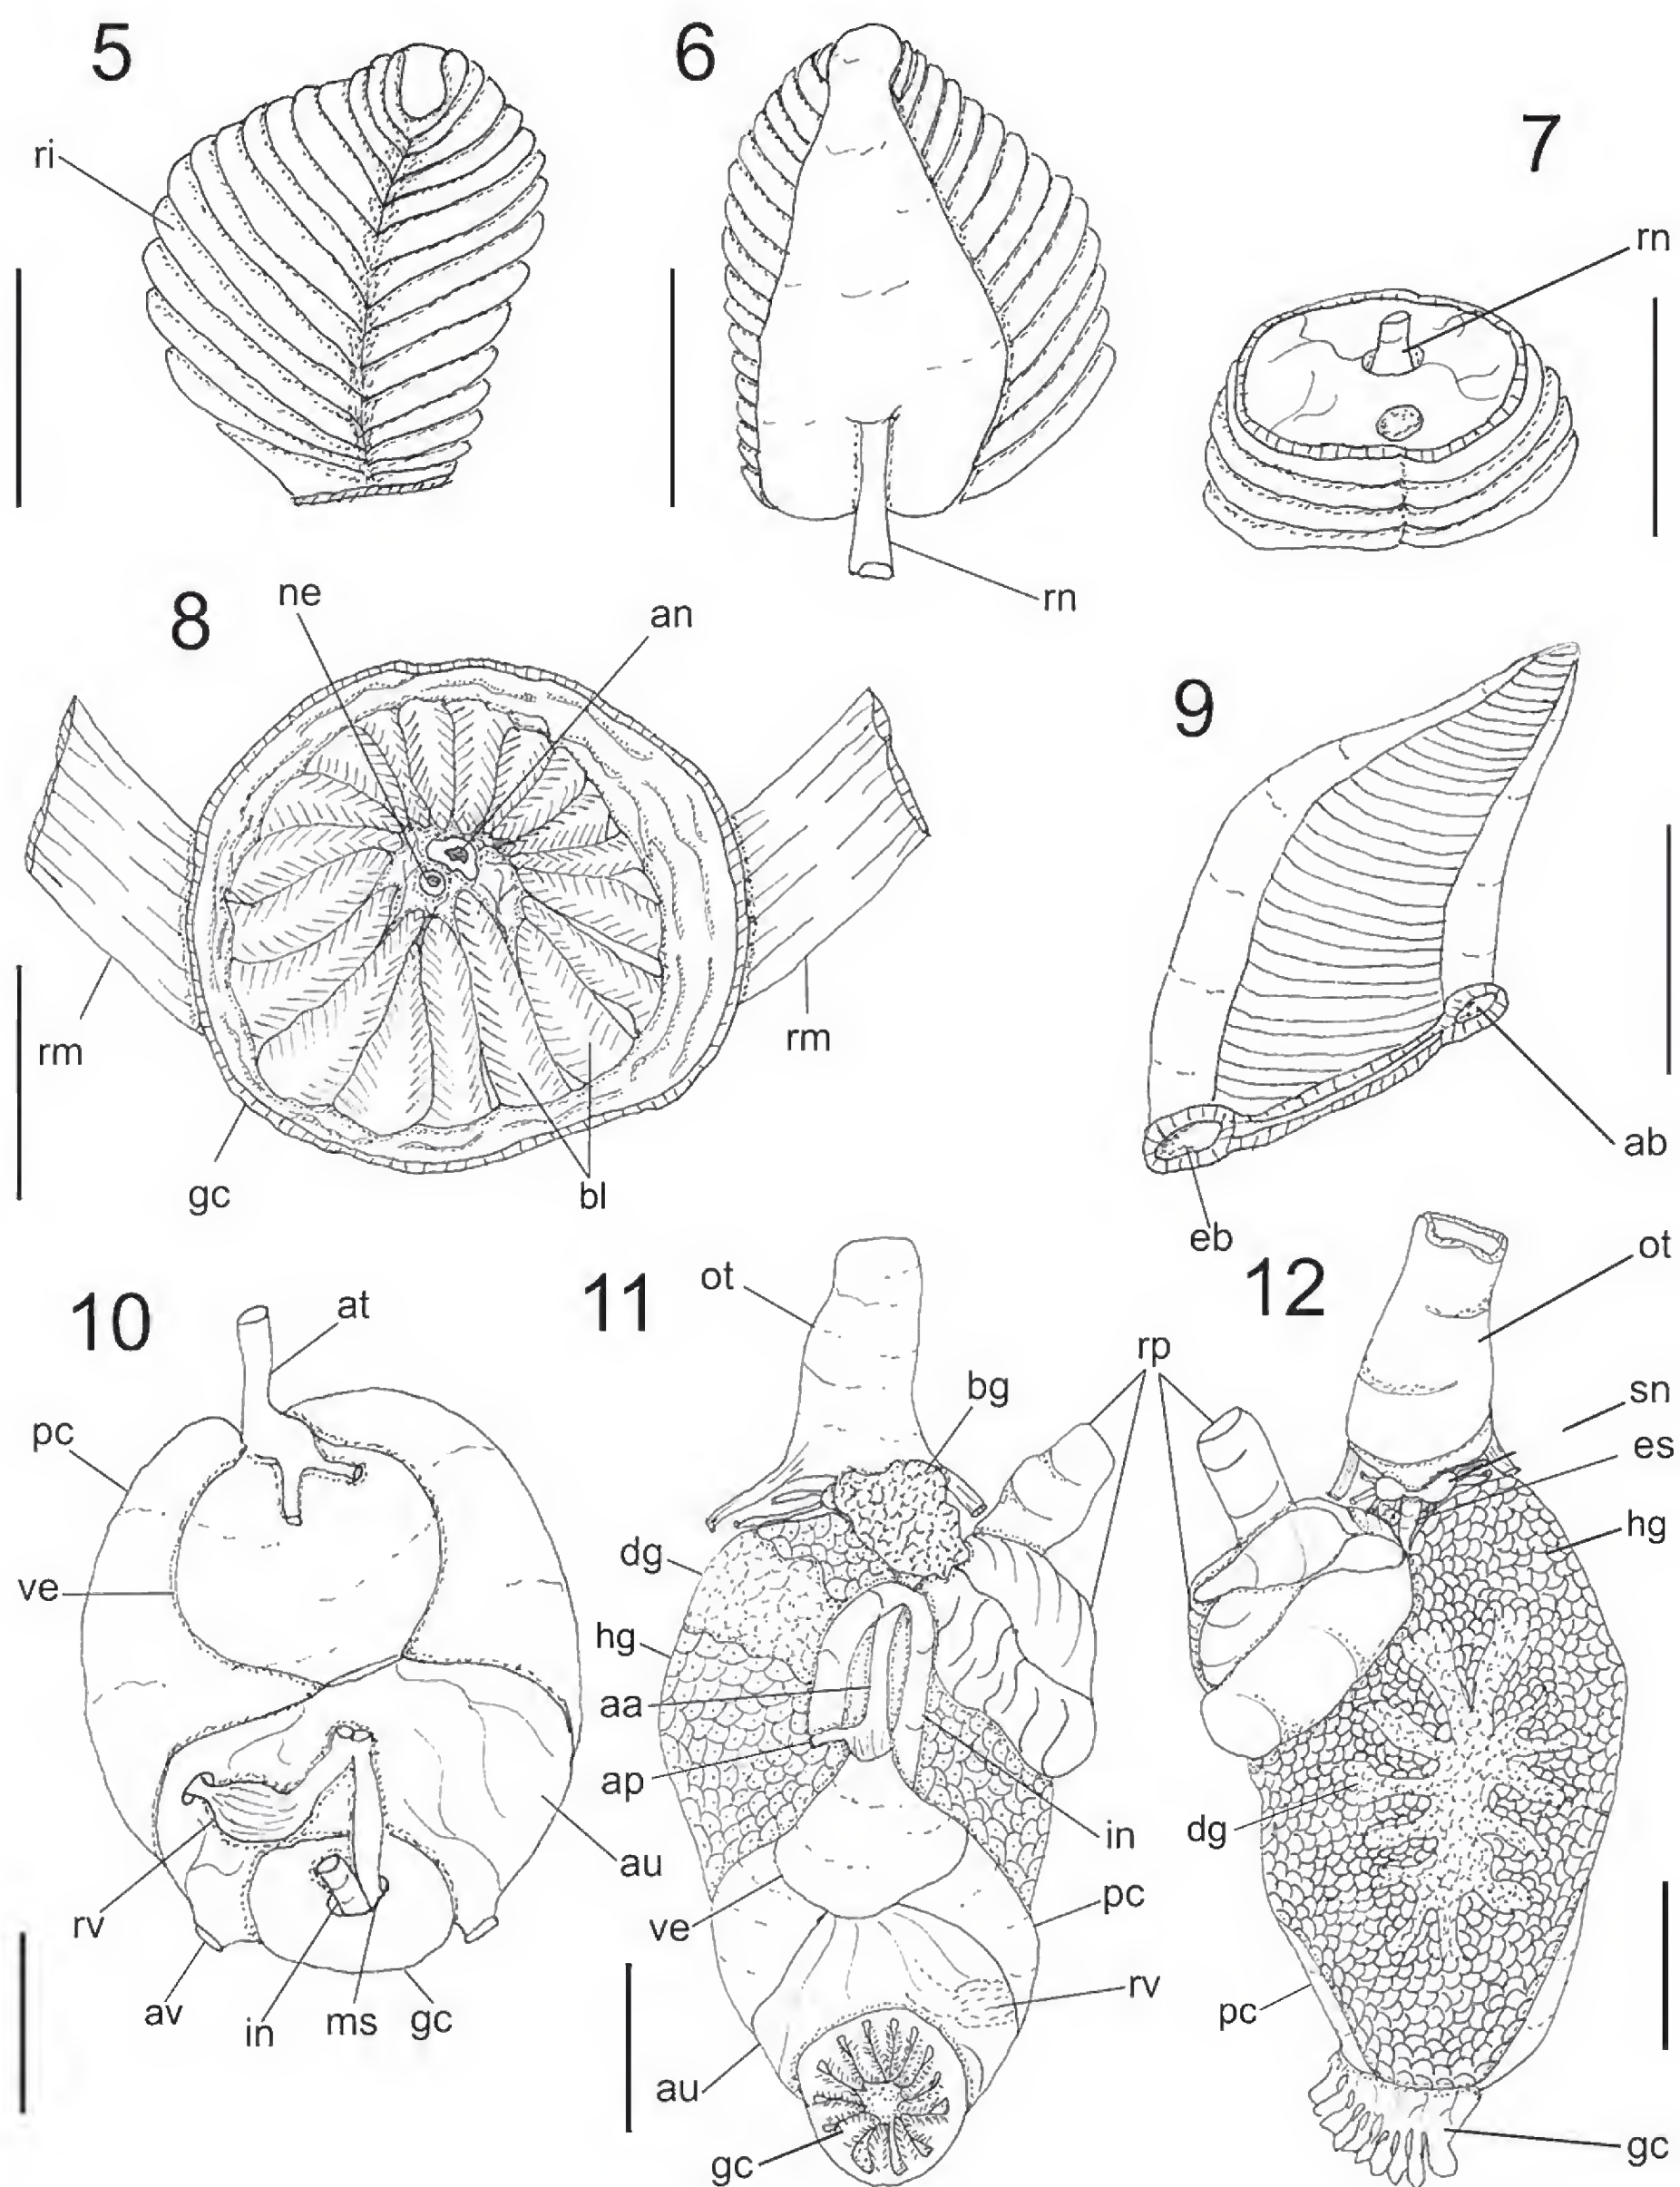 5
6
7
ri
rn
rn
8
ne
an
9
rm
rm
gc
bl
ab
eb
10
at
11
ot
12
ot
pc
bg
rp
sn
es
dg
hg
ve
hg
aa
ap
in
dg
au
pc
rv
ve
av
in
ms
gc
rv
pc
au
gc
gc